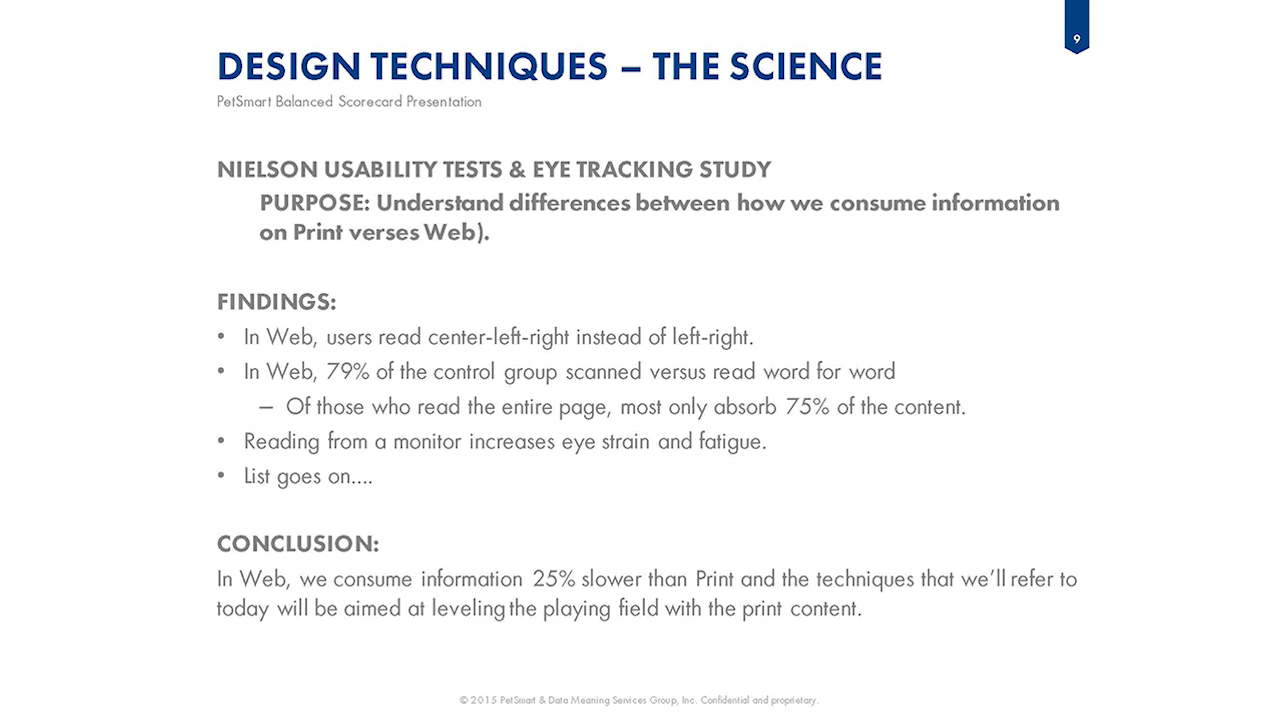 9
DESIGN TECHNIQUES – THE SCIENCE
PetSmart Balanced Scorecard Presentation
NIELSON USABILITY TESTS & EYE TRACKING STUDY
PURPOSE: Understand differences between how we consume information
on Print verses Web).
FINDINGS:
• In Web, users read center-left-right instead of left-right.
• In Web, 79% of the control group scanned versus read word for word
– Of those who read the entire page, most only absorb 75% of the content.
• Reading from a monitor increases eye strain and fatigue.
• List goes on....
CONCLUSION:
In Web, we consume information 25% slower than Print and the techniques that we’ll refer to
today will be aimed at leveling the playing field with the print content.
© 2015 PetSmart & Data Meaning Services Group, Inc. Confidential and proprietary.